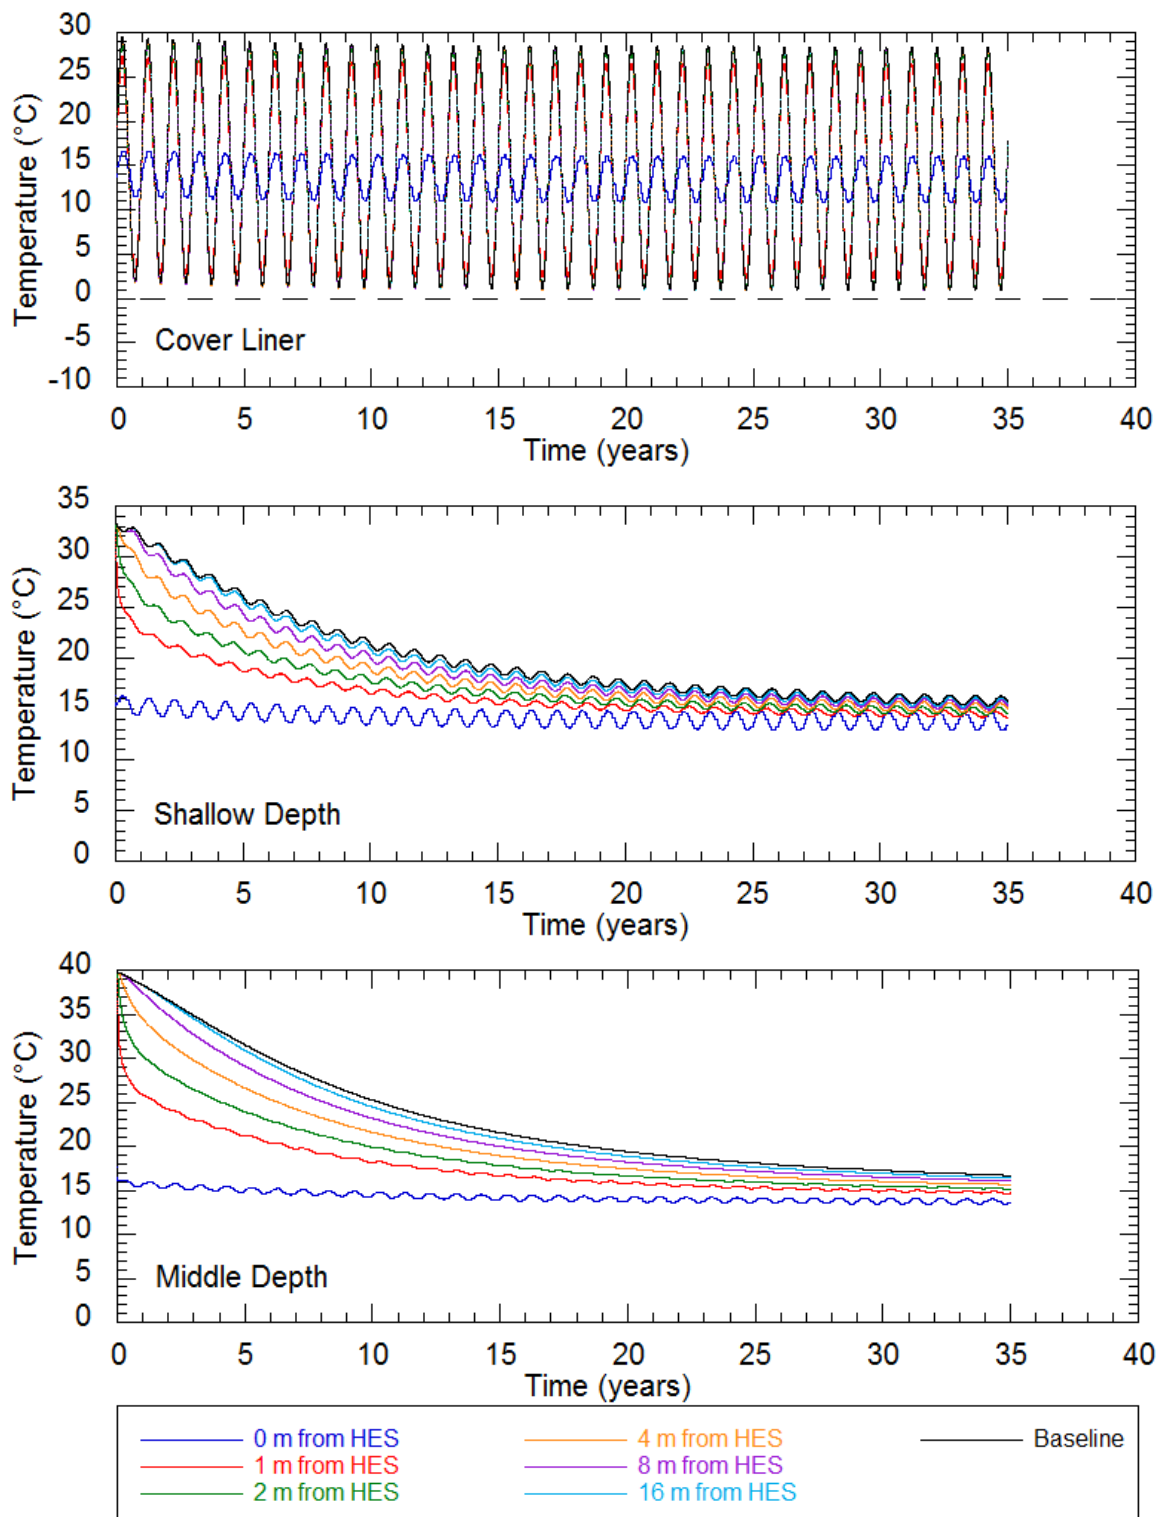 30
25
20
15
10
5
0
-5
-10
Temperature (°C)
Cover Liner
0 5 10 15 20 25 30 35 40
Time (years)
35
30
25
20
15
10
5
0
Temperature (°C)
Shallow Depth
0 5 10 15 20 25 30 35 40
Time (years)
40
35
30
25
20
15
10
5
0
Temperature (°C)
Middle Depth
0 5 10 15 20 25 30 35 40
Time (years)
0 m from HES 4 m from HES Baseline
1 m from HES 8 m from HES
2 m from HES 16 m from HES